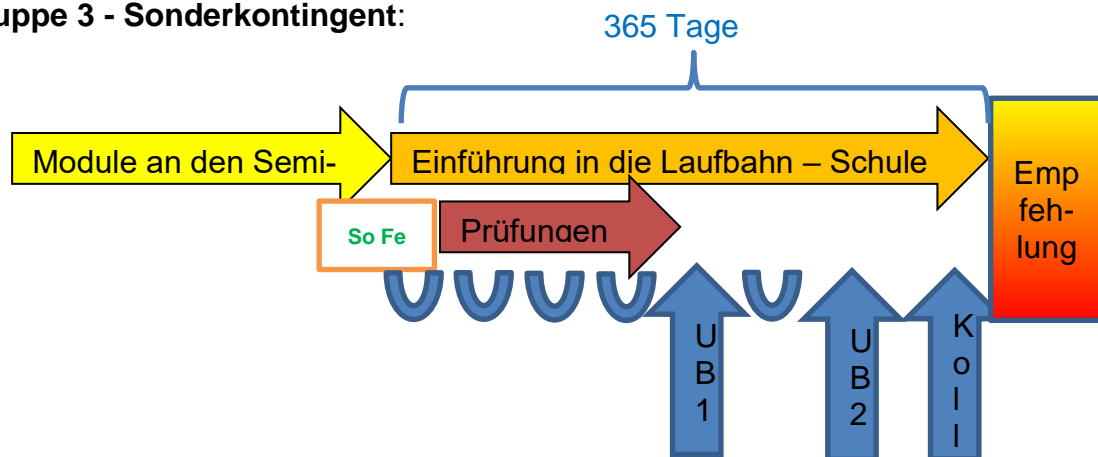 uppe 3 - Sonderkontingent:
365 Tage
Module an den Semi-
Einführung in die Laufbahn – Schule
Emp
feh-
lung
So Fe
Prüfungen
U
B
1
U
B
2
K
o
l
l